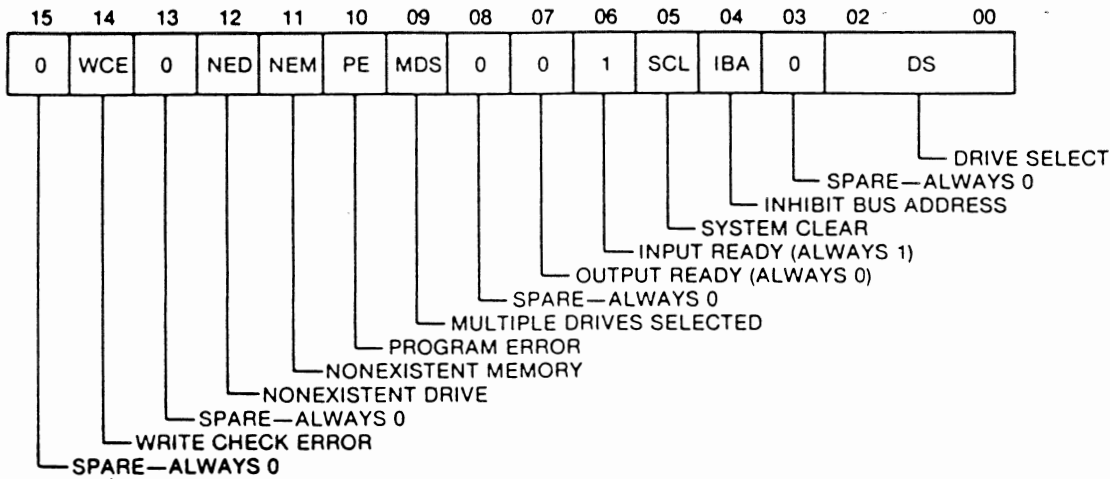 15 14 13 12 11 10 09 08 07 06 05 04 03 02 00
0 WCE 0 NED NEM PE MDS 0 0 1 SCL IBA 0 DS
DRIVE SELECT
SPARE—ALWAYS 0
INHIBIT BUS ADDRESS
SYSTEM CLEAR
INPUT READY (ALWAYS 1)
OUTPUT READY (ALWAYS 0)
SPARE—ALWAYS 0
MULTIPLE DRIVES SELECTED
PROGRAM ERROR
NONEXISTENT MEMORY
NONEXISTENT DRIVE
SPARE—ALWAYS 0
WRITE CHECK ERROR
SPARE—ALWAYS 0